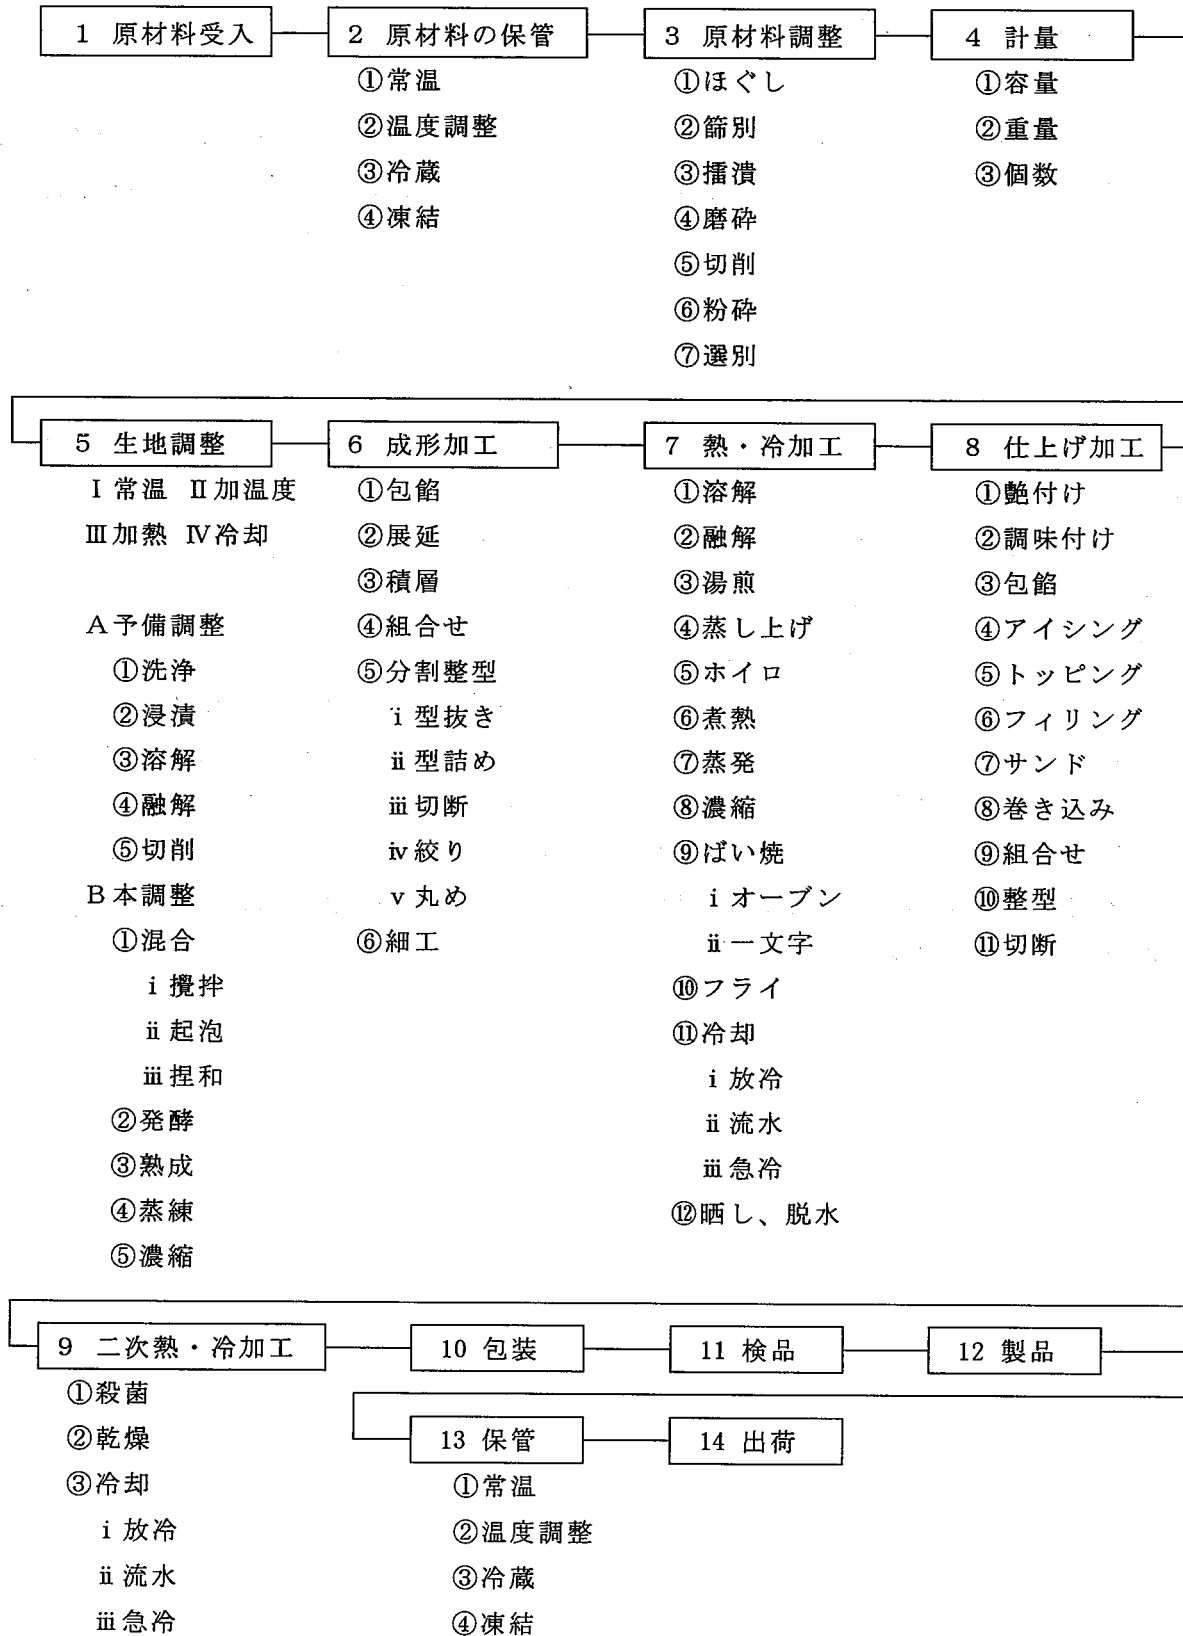 1 原材料受入
2 原材料の保管
①常温
②温度調整
③冷蔵
④凍結
3 原材料調整
①ほぐし
②篩別
③擂潰
④磨砕
⑤切削
⑥粉砕
⑦選別
4 計量
①容量
②重量
③個数
5 生地調整
Ⅰ常温 Ⅱ加温度
Ⅲ加熱 Ⅳ冷却
A予備調整
①洗浄
②浸漬
③溶解
④融解
⑤切削
B本調整
①混合
ⅰ攪拌
ⅱ起泡
ⅲ捏和
②発酵
③熟成
④蒸練
⑤濃縮
6 成形加工
①包餡
②展延
③積層
④組合せ
⑤分割整型
ⅰ型抜き
ⅱ型詰め
ⅲ切断
ⅳ絞り
ⅴ丸め
⑥細工
7 熱・冷加工
①溶解
②融解
③湯煎
④蒸し上げ
⑤ホイロ
⑥煮熱
⑦蒸発
⑧濃縮
⑨ばい焼
ⅰオーブン
ⅱ一文字
⑩フライ
⑪冷却
ⅰ放冷
ⅱ流水
ⅲ急冷
⑫晒し、脱水
8 仕上げ加工
①艶付け
②調味付け
③包餡
④アイシング
⑤トッピング
⑥フィリング
⑦サンド
⑧巻き込み
⑨組合せ
⑩整型
⑪切断
9 二次熱・冷加工
①殺菌
②乾燥
③冷却
ⅰ放冷
ⅱ流水
ⅲ急冷
10 包装
11 検品
12 製品
13 保管
①常温
②温度調整
③冷蔵
④凍結
14 出荷